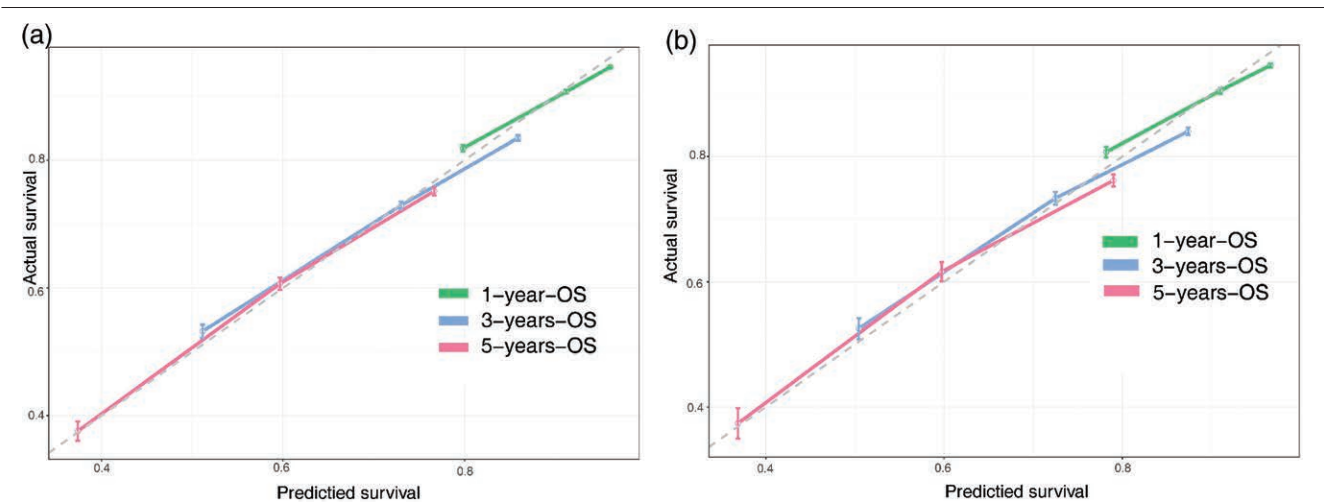 (a)
Actual survival
0.8
0.6
0.4
1-year-OS
3-years-OS
5-years-OS
0.4
0.6
0.8
Predictied survival
(b)
Actual survival
0.8
0.6
0.4
1-year-OS
3-years-OS
5-years-OS
0.4
0.6
0.8
Predictied survival